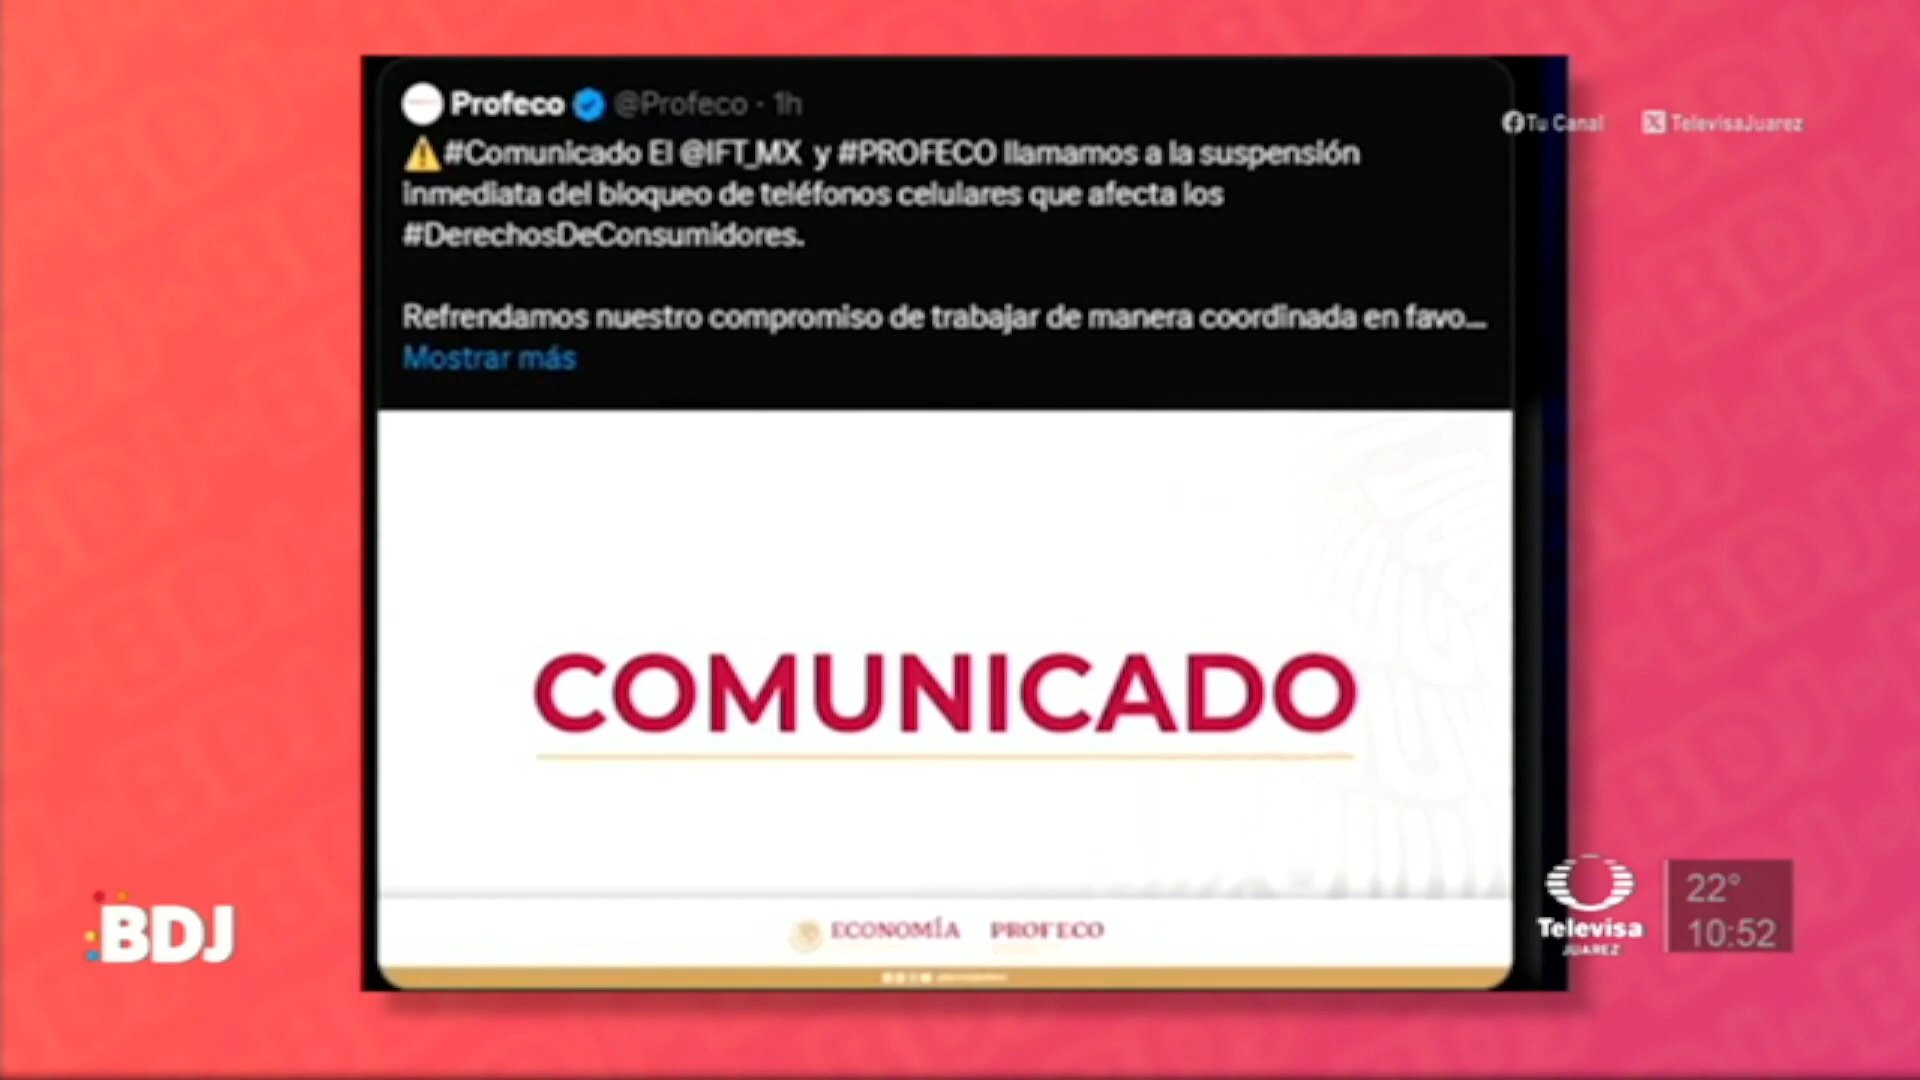 Profeco @Profeco · 1h
⚠️#Comunicado El @IFT_MX y #PROFECO llamamos a la suspensión
inmediata del bloqueo de teléfonos celulares que afecta los
#DerechosDeConsumidores.
Refrendamos nuestro compromiso de trabajar de manera coordinada en favo...
Mostrar más
Tu Canal
TelevisaJuarez
COMUNICADO
ECONOMÍA PROFECO
BDJ
Televisa
JUAREZ
22°
10:52